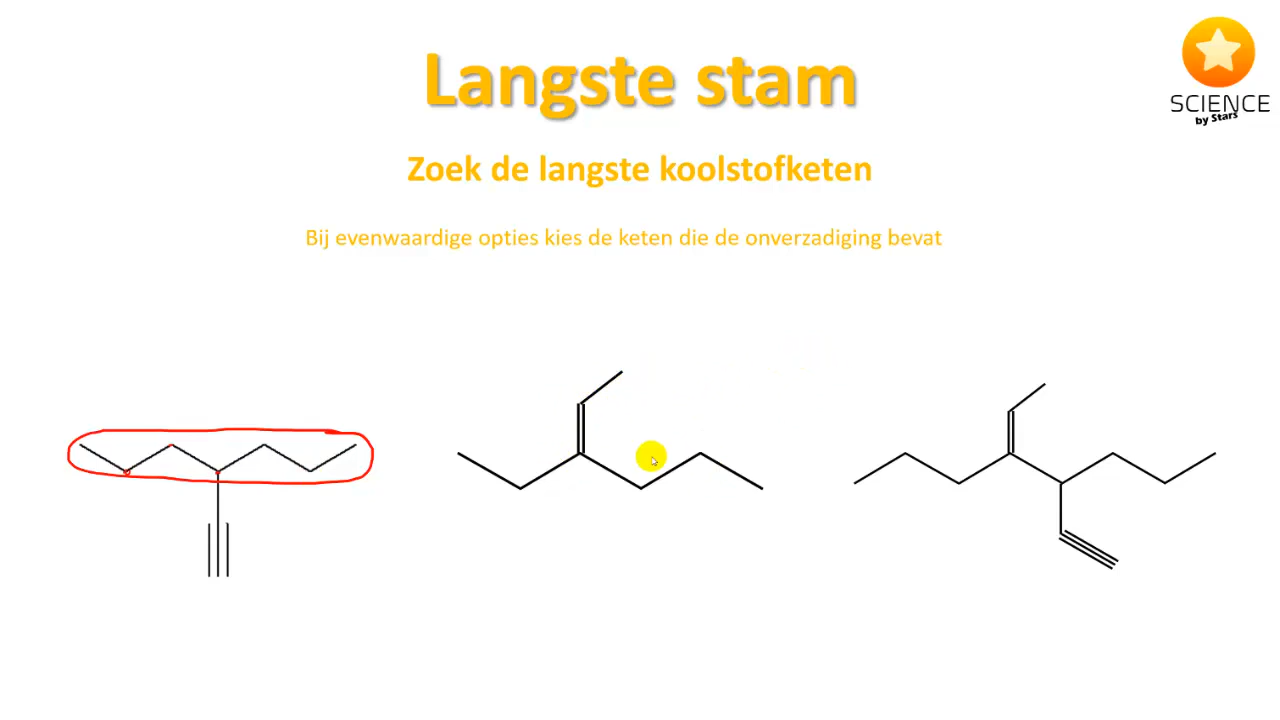 Langste stam
SCIENCE
by Stars
Zoek de langste koolstofketen
Bij evenwaardige opties kies de keten die de onverzadiging bevat